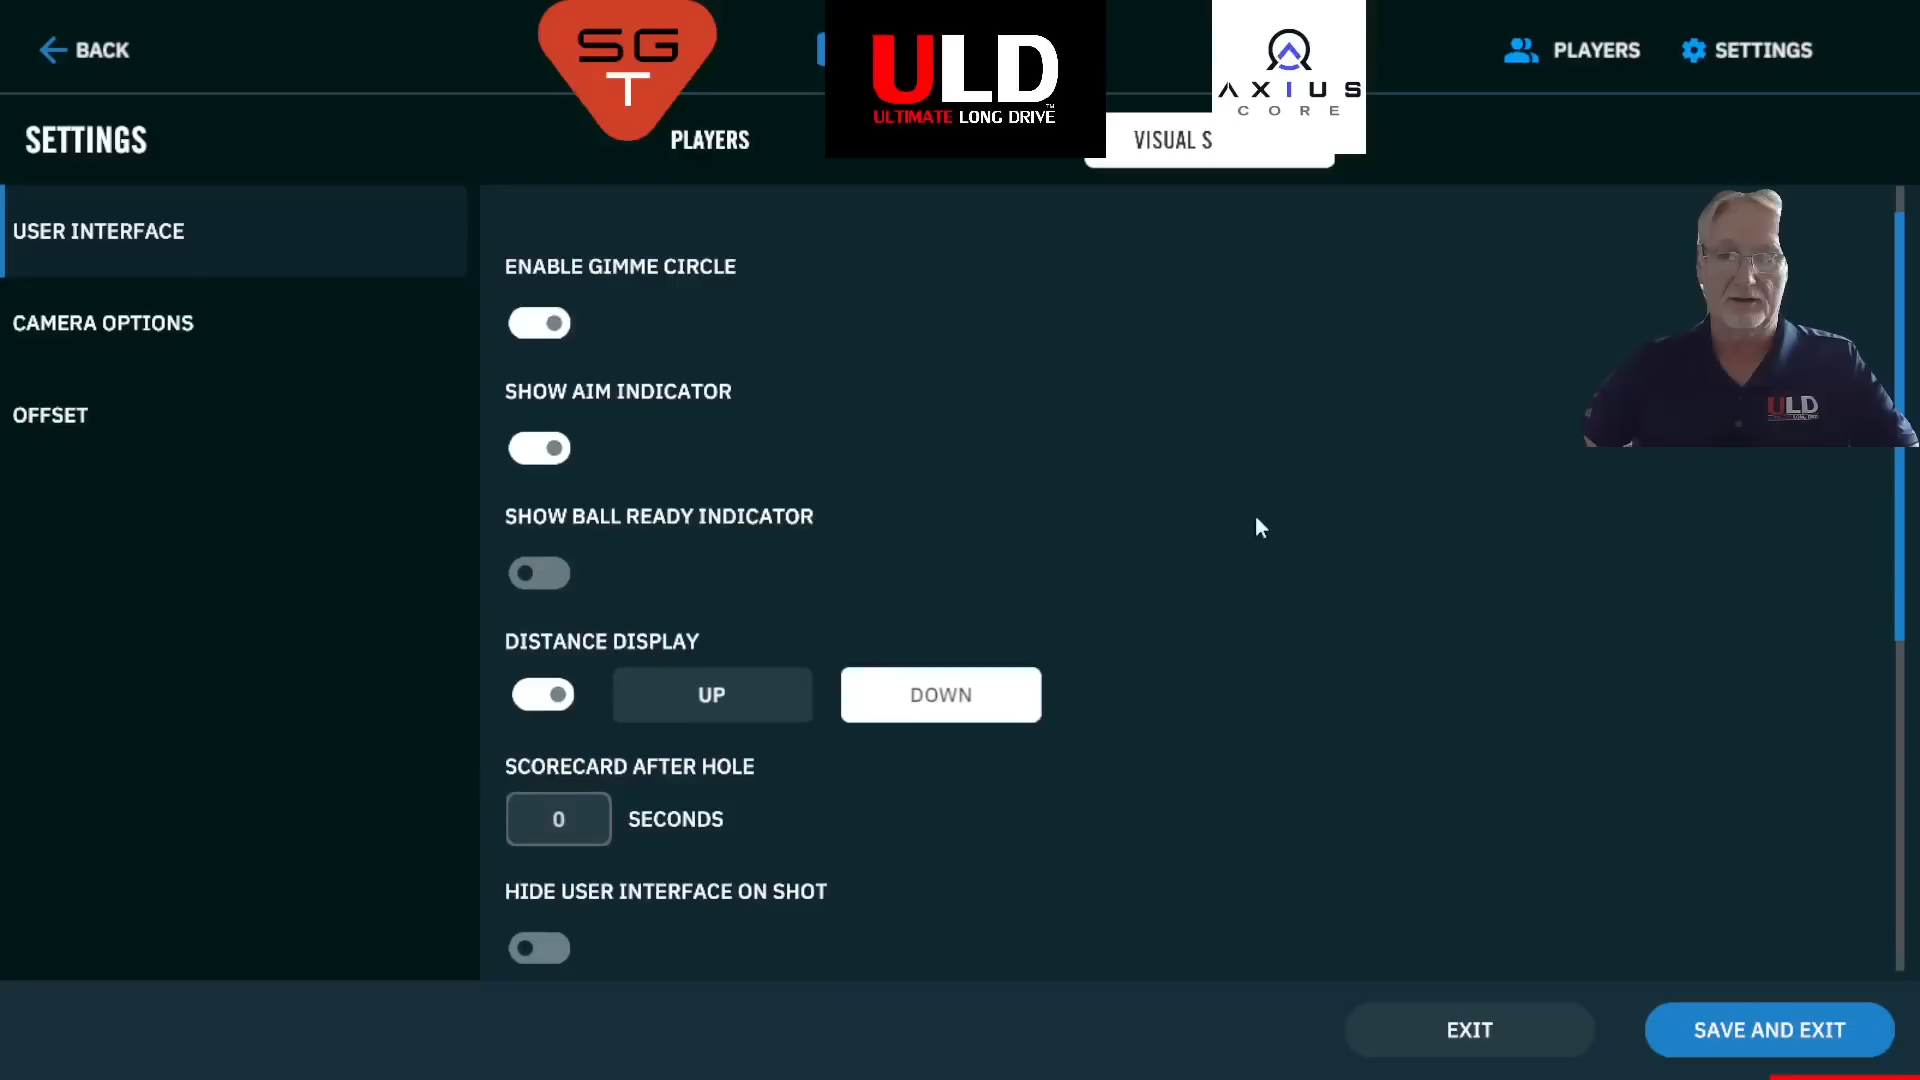 BACK
SGT
ULD
ULTIMATE LONG DRIVE™
AXIUS
CORE
PLAYERS
SETTINGS
SETTINGS
PLAYERS
VISUAL S
USER INTERFACE
CAMERA OPTIONS
OFFSET
ENABLE GIMME CIRCLE
SHOW AIM INDICATOR
SHOW BALL READY INDICATOR
DISTANCE DISPLAY
UP
DOWN
SCORECARD AFTER HOLE
0 SECONDS
HIDE USER INTERFACE ON SHOT
ULD
EXIT
SAVE AND EXIT